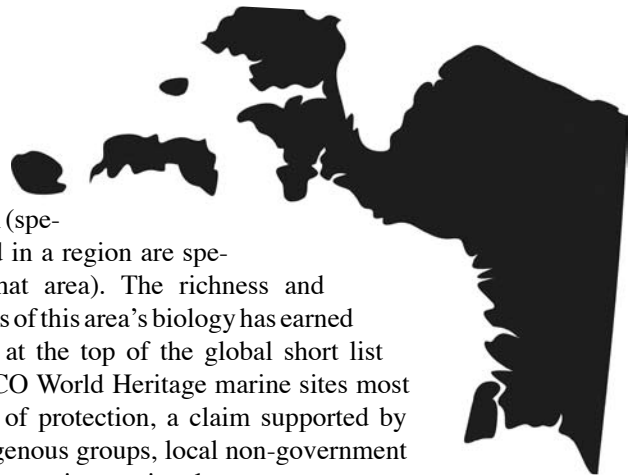 (spe-
d in a region are spe-
hat area). The richness and
s of this area’s biology has earned
at the top of the global short list
CO World Heritage marine sites most
of protection, a claim supported by
genous groups, local non-government